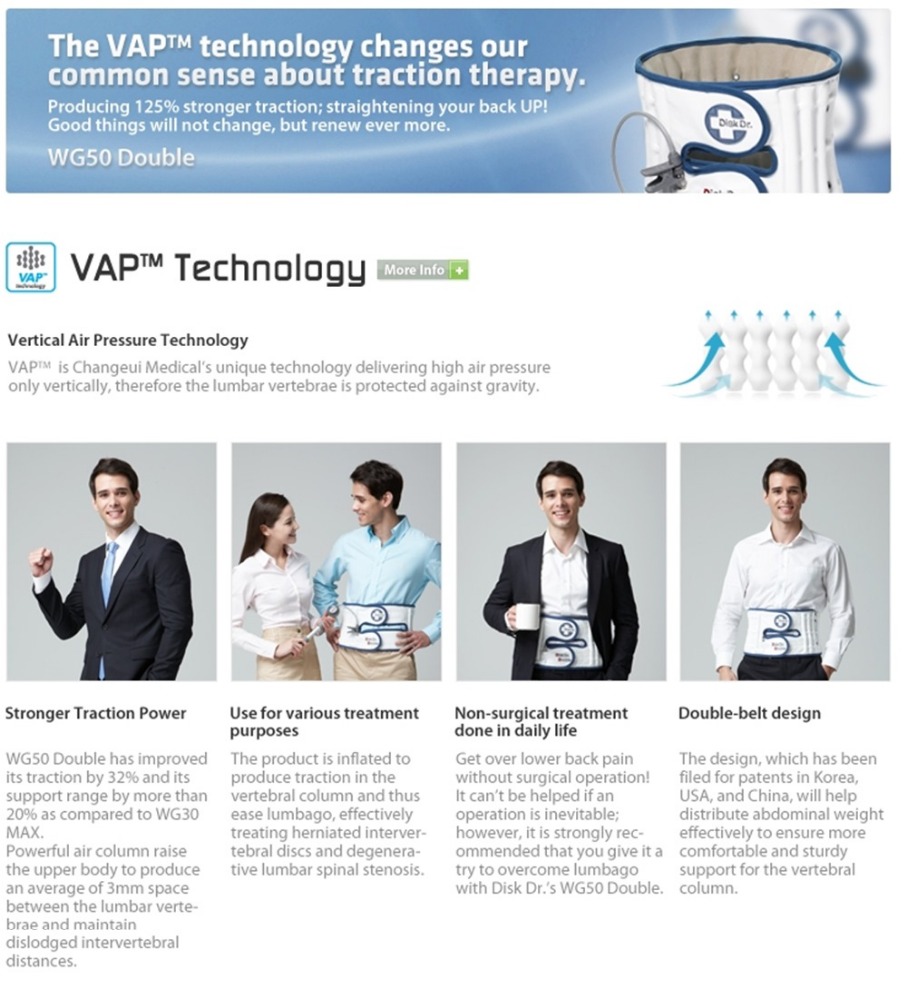 The VAP™ technology changes our
common sense about traction therapy.
Producing 125% stronger traction; straightening your back UP!
Good things will not change, but renew ever more.
WG50 Double
Disk Dr.
VAP™
technology
VAP™ Technology
More Info +
Vertical Air Pressure Technology
VAP™ is Changeui Medical's unique technology delivering high air pressure
only vertically, therefore the lumbar vertebrae is protected against gravity.
Stronger Traction Power
WG50 Double has improved
its traction by 32% and its
support range by more than
20% as compared to WG30
MAX.
Powerful air column raise
the upper body to produce
an average of 3mm space
between the lumbar verte-
brae and maintain
dislodged intervertebral
distances.
Use for various treatment
purposes
The product is inflated to
produce traction in the
vertebral column and thus
ease lumbago, effectively
treating herniated interver-
tebral discs and degenera-
tive lumbar spinal stenosis.
Non-surgical treatment
done in daily life
Get over lower back pain
without surgical operation!
It can't be helped if an
operation is inevitable;
however, it is strongly rec-
ommended that you give it a
try to overcome lumbago
with Disk Dr.'s WG50 Double.
Double-belt design
The design, which has been
filed for patents in Korea,
USA, and China, will help
distribute abdominal weight
effectively to ensure more
comfortable and sturdy
support for the vertebral
column.